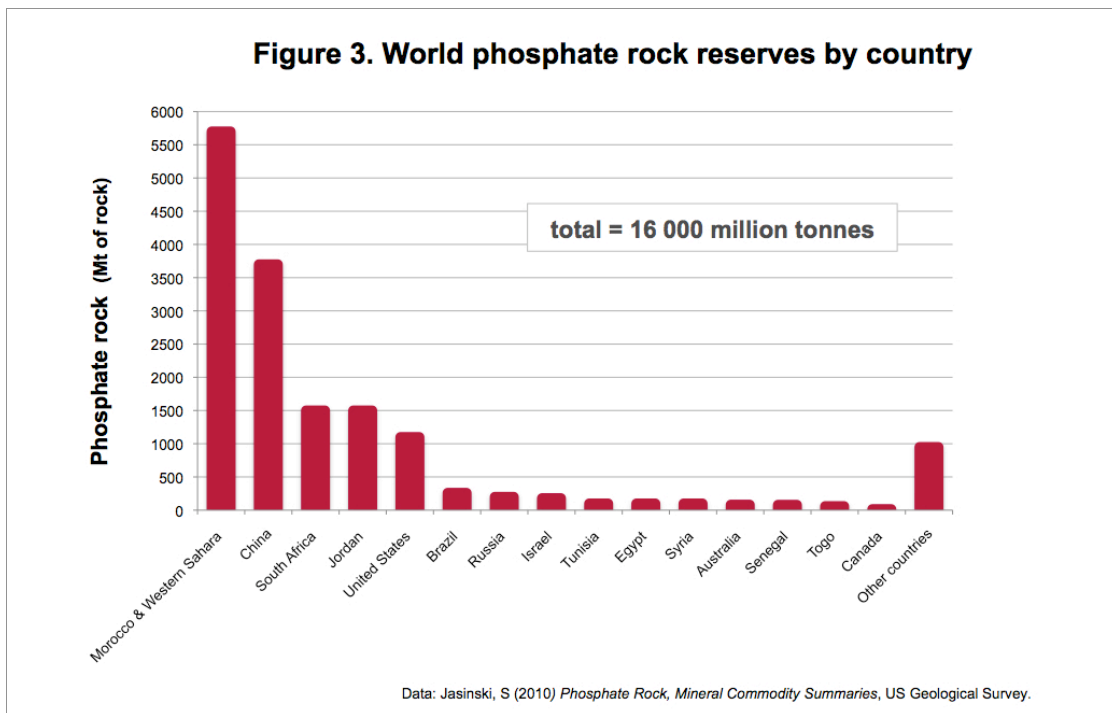 Figure 3. World phosphate rock reserves by country
Phosphate rock (Mt of rock)
6000
5500
5000
4500
4000
3500
3000
2500
2000
1500
1000
500
0
total = 16 000 million tonnes
Morocco & Western Sahara
China
South Africa
Jordan
United States
Brazil
Russia
Israel
Tunisia
Egypt
Syria
Australia
Senegal
Togo
Canada
Other countries
Data: Jasinski, S (2010) Phosphate Rock, Mineral Commodity Summaries, US Geological Survey.